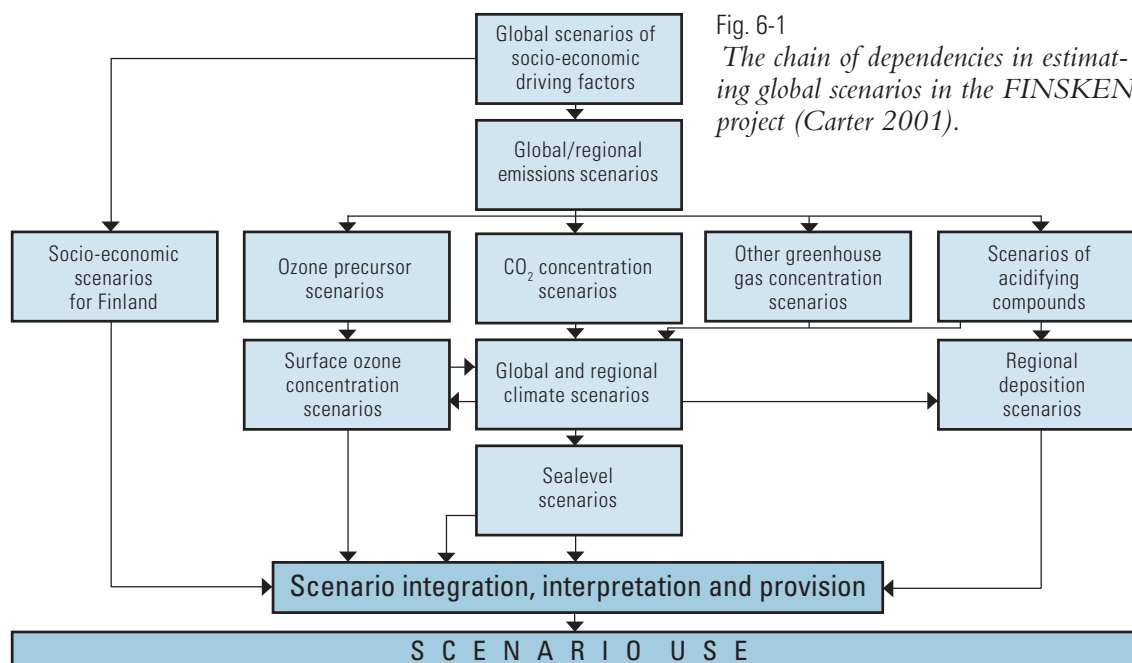 Global scenarios of
socio-economic
driving factors
Fig. 6-1
The chain of dependencies in estimat-
ing global scenarios in the FINSKEN
project (Carter 2001).
Global/regional
emissions scenarios
Socio-economic
scenarios
for Finland
Ozone precursor
scenarios
CO₂ concentration
scenarios
Other greenhouse
gas concentration
scenarios
Scenarios of
acidifying
compounds
Surface ozone
concentration
scenarios
Global and regional
climate scenarios
Regional
deposition
scenarios
Sealevel
scenarios
Scenario integration, interpretation and provision
SCENARIO USE